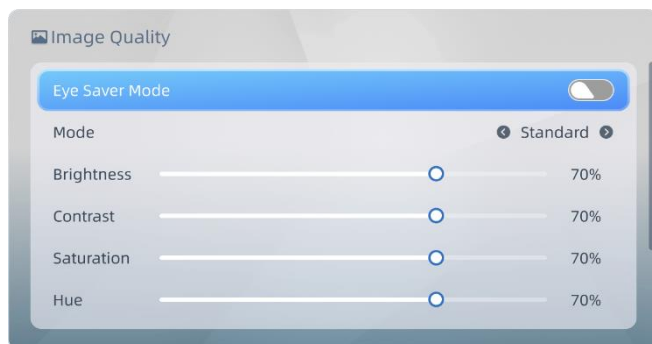 Image Quality
Eye Saver Mode
Mode Standard
Brightness 70%
Contrast 70%
Saturation 70%
Hue 70%